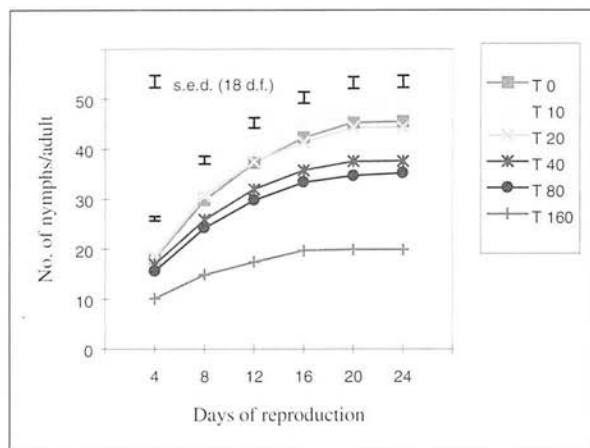 No. of nymphs/adult
50
40
30
20
10
0
s.e.d. (18 d.f.)
4 8 12 16 20 24
Days of reproduction
T 0
T 10
T 20
T 40
T 80
T 160